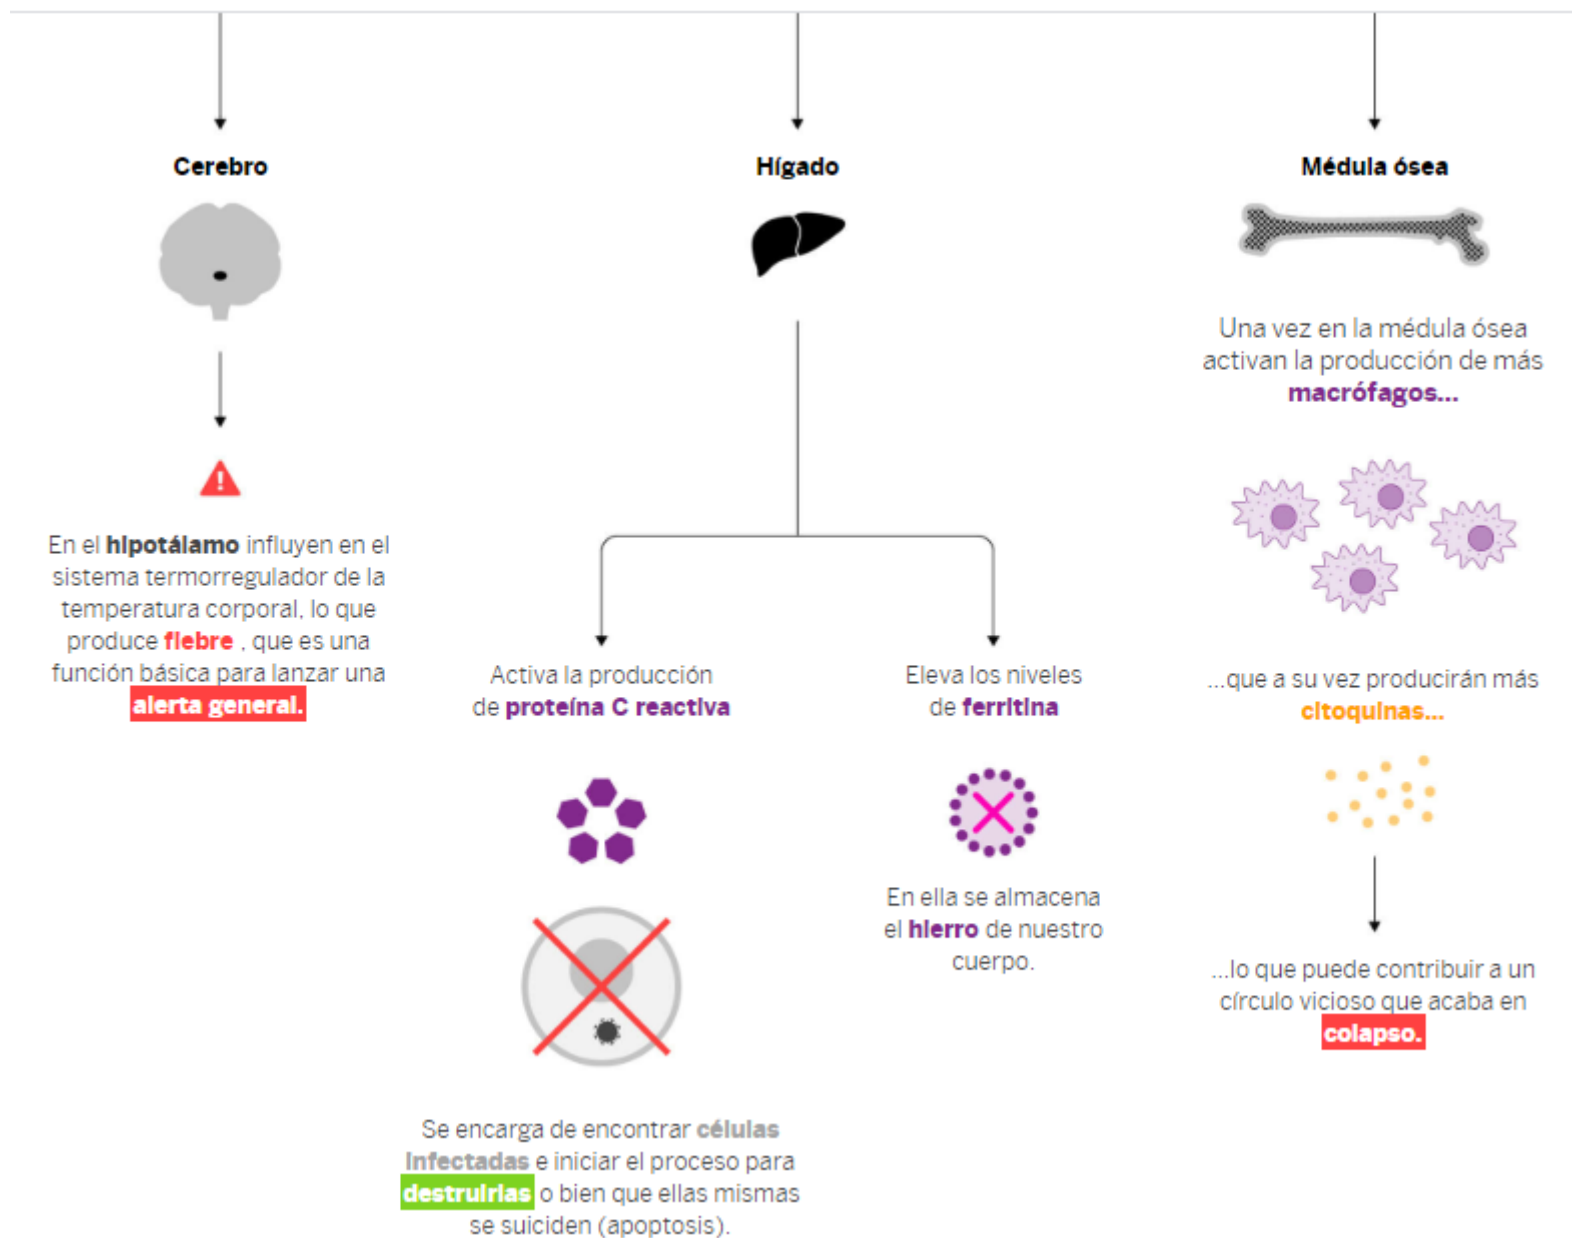 Cerebro
En el hipotálamo influyen en el
sistema termorregulador de la
temperatura corporal, lo que
produce fiebre , que es una
función básica para lanzar una
alerta general.
Hígado
Activa la producción
de proteína C reactiva
Se encarga de encontrar células
infectadas e iniciar el proceso para
destruirlas o bien que ellas mismas
se suiciden (apoptosis).
Eleva los niveles
de ferritina
En ella se almacena
el hierro de nuestro
cuerpo.
Médula ósea
Una vez en la médula ósea
activan la producción de más
macrófagos...
...que a su vez producirán más
citoquinas...
...lo que puede contribuir a un
círculo vicioso que acaba en
colapso.